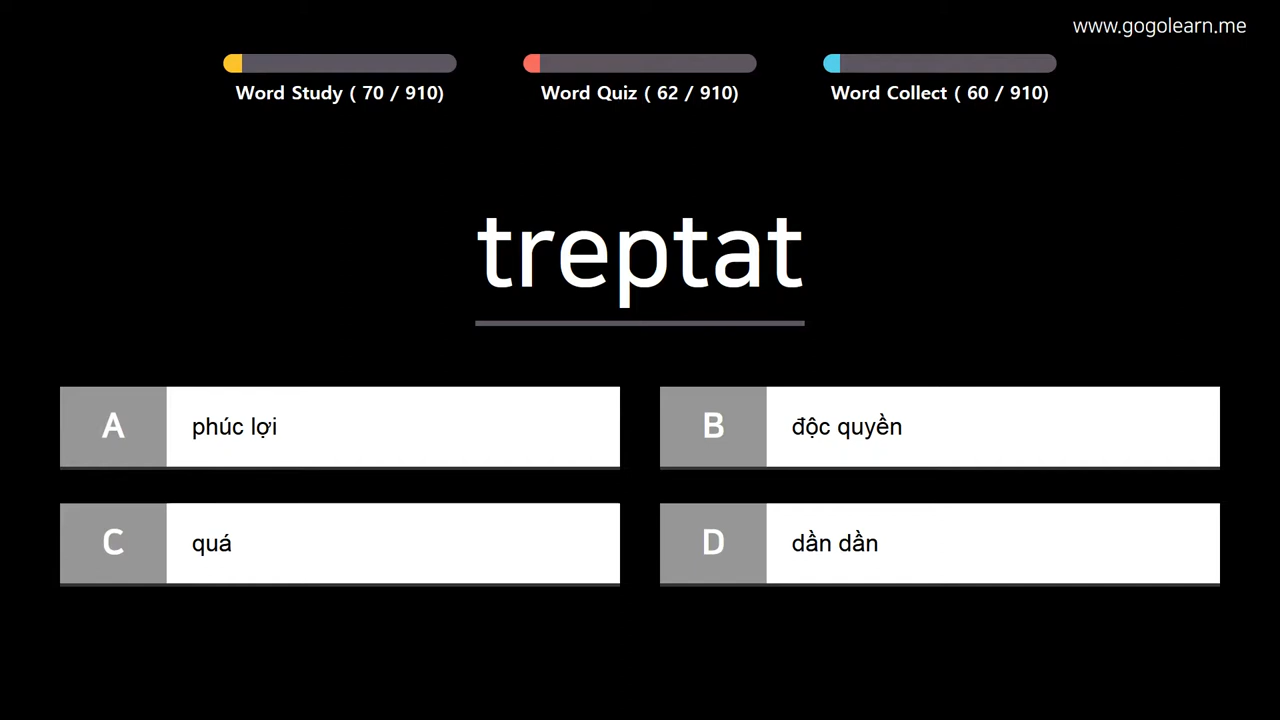 www.gogolearn.me
Word Study ( 70 / 910)
Word Quiz ( 62 / 910)
Word Collect ( 60 / 910)
treptat
A phúc lợi
B độc quyền
C quá
D dần dần